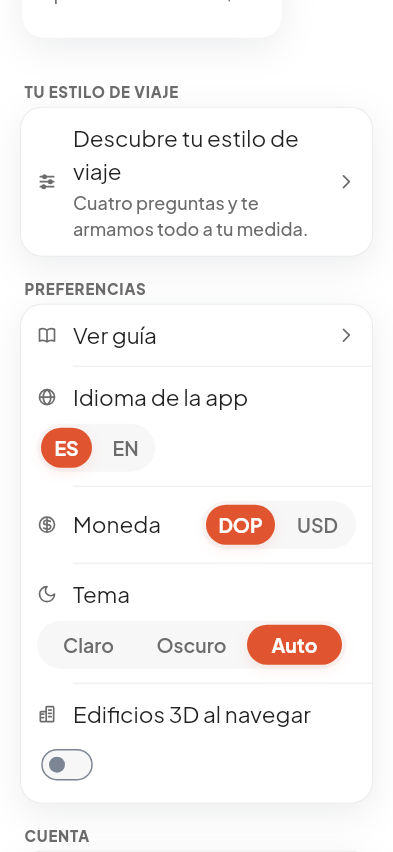 TU ESTILO DE VIAJE
Descubre tu estilo de
viaje
Cuatro preguntas y te
armamos todo a tu medida.
PREFERENCIAS
Ver guía
Idioma de la app
ES EN
Moneda DOP USD
Tema
Claro Oscuro Auto
Edificios 3D al navegar
CUENTA